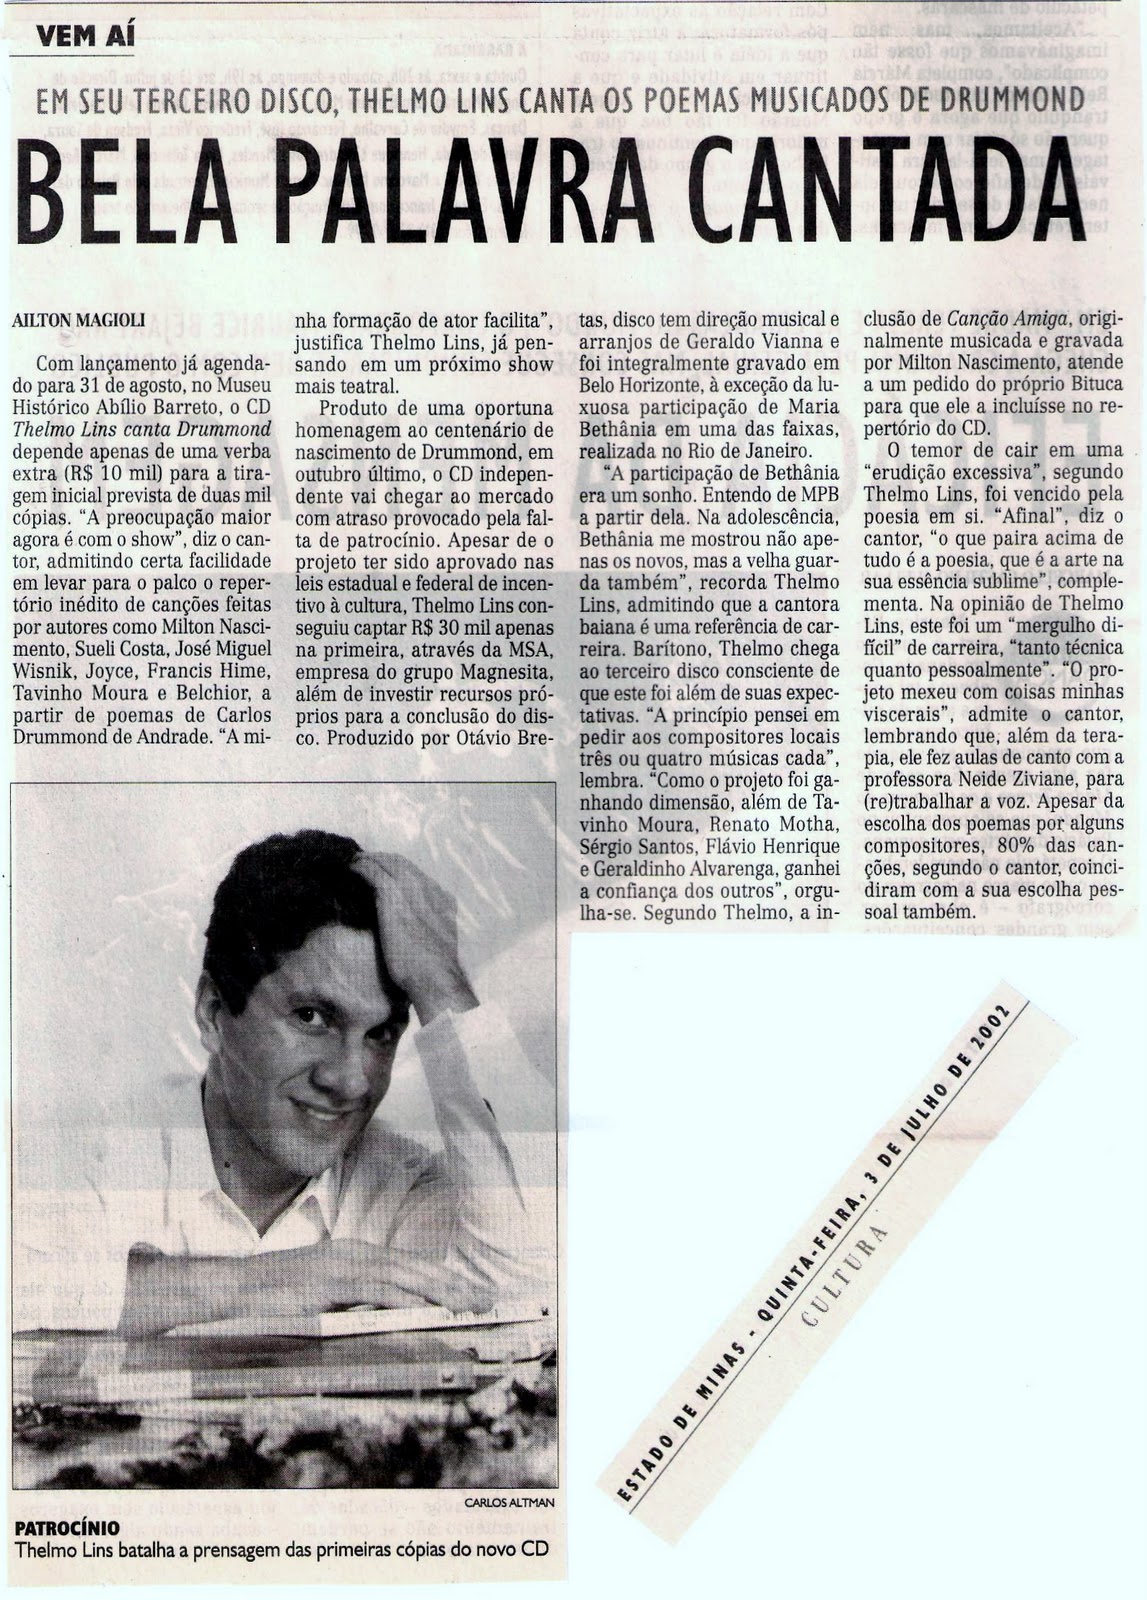 VEM AÍ
EM SEU TERCEIRO DISCO, THELMO LINS CANTA OS POEMAS MUSICADOS DE DRUMMOND
BELA PALAVRA CANTADA
AILTON MAGIOLI
Com lançamento já agenda-
do para 31 de agosto, no Museu
Histórico Abílio Barreto, o CD
Thelmo Lins canta Drummond
depende apenas de uma verba
extra (R$ 10 mil) para a tira-
gem inicial prevista de duas mil
cópias. “A preocupação maior
agora é com o show”, diz o can-
tor, admitindo certa facilidade
em levar para o palco o reper-
tório inédito de canções feitas
por autores como Milton Nasci-
mento, Sueli Costa, José Miguel
Wisnik, Joyce, Francis Hime,
Tavinho Moura e Belchior, a
partir de poemas de Carlos
Drummond de Andrade. “A mi-
nha formação de ator facilita”,
justifica Thelmo Lins, já pen-
sando em um próximo show
mais teatral.
Produto de uma oportuna
homenagem ao centenário de
nascimento de Drummond, em
outubro último, o CD indepen-
dente vai chegar ao mercado
com atraso provocado pela fal-
ta de patrocínio. Apesar de o
projeto ter sido aprovado nas
leis estadual e federal de incen-
tivo à cultura, Thelmo Lins con-
seguiu captar R$ 30 mil apenas
na primeira, através da MSA,
empresa do grupo Magnesita,
além de investir recursos pró-
prios para a conclusão do dis-
co. Produzido por Otávio Bre-
tas, disco tem direção musical e
arranjos de Geraldo Vianna e
foi integralmente gravado em
Belo Horizonte, à exceção da lu-
xuosa participação de Maria
Bethânia em uma das faixas,
realizada no Rio de Janeiro.
“A participação de Bethânia
era um sonho. Entendo de MPB
a partir dela. Na adolescência,
Bethânia me mostrou não ape-
nas os novos, mas a velha guar-
da também”, recorda Thelmo
Lins, admitindo que a cantora
baiana é uma referência de car-
reira. Barítono, Thelmo chega
ao terceiro disco consciente de
que este foi além de suas expec-
tativas. “A princípio pensei em
pedir aos compositores locais
três ou quatro músicas cada”,
lembra. “Como o projeto foi ga-
nhando dimensão, além de Ta-
vinho Moura, Renato Motha,
Sérgio Santos, Flávio Henrique
e Geraldinho Alvarenga, ganhei
a confiança dos outros”, orgu-
lha-se. Segundo Thelmo, a in-
clusão de Canção Amiga, origi-
nalmente musicada e gravada
por Milton Nascimento, atende
a um pedido do próprio Bituca
para que ele a incluísse no re-
pertório do CD.
O temor de cair em uma
“erudição excessiva”, segundo
Thelmo Lins, foi vencido pela
poesia em si. “Afinal”, diz o
cantor, “o que paira acima de
tudo é a poesia, que é a arte na
sua essência sublime”, comple-
menta. Na opinião de Thelmo
Lins, este foi um “mergulho di-
fícil” de carreira, “tanto técnica
quanto pessoalmente”. “O pro-
jeto mexeu com coisas minhas
viscerais”, admite o cantor,
lembrando que, além da tera-
pia, ele fez aulas de canto com a
professora Neide Ziviane, para
(re)trabalhar a voz. Apesar da
escolha dos poemas por alguns
compositores, 80% das can-
ções, segundo o cantor, coinci-
diram com a sua escolha pes-
soal também.
CARLOS ALTMAN
PATROCÍNIO
Thelmo Lins batalha a prensagem das primeiras cópias do novo CD
ESTADO DE MINAS - QUINTA-FEIRA, 3 DE JULHO DE 2002
CULTURA